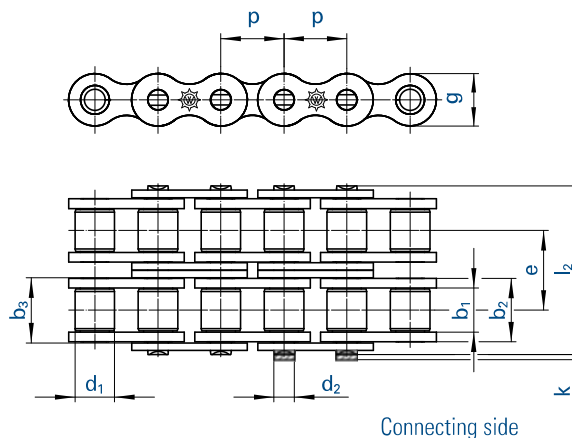 p p
g
b₃
b₁
b₂
e
l₂
d₁
d₂
k
W W
Connecting side